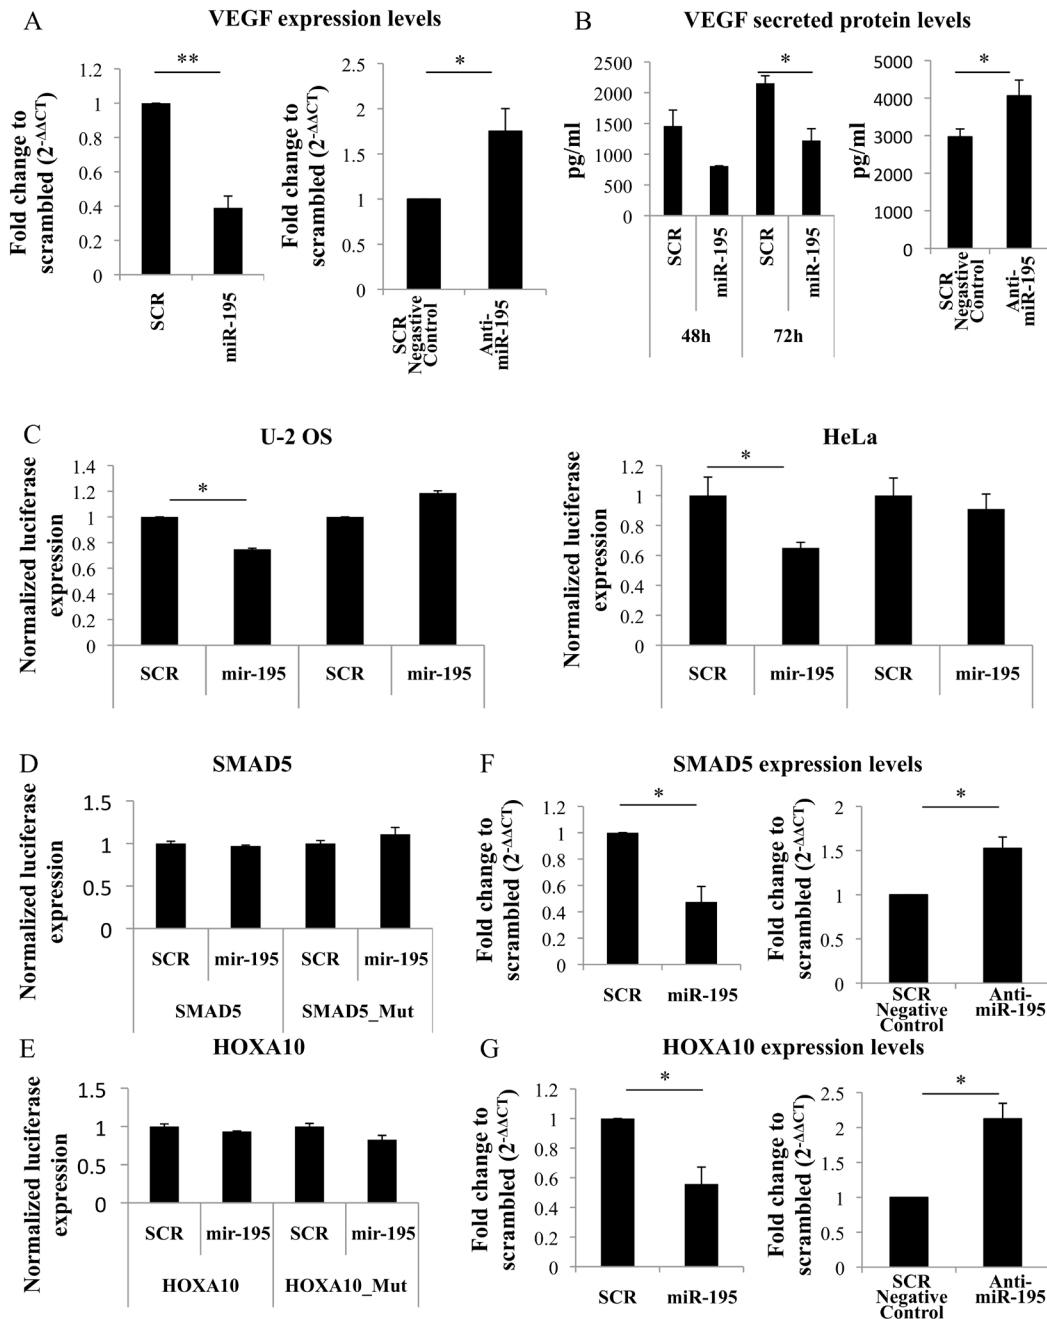 A
VEGF expression levels
Fold change to
scrambled (2-ΔΔCT)
1.2
1
0.8
0.6
0.4
0.2
0
**
SCR
miR-195
Fold change to
scrambled (2-ΔΔCT)
2.5
2
1.5
1
0.5
0
*
SCR
Negastive
Control
Anti-
miR-195
B
VEGF secreted protein levels
pg/ml
2500
2000
1500
1000
500
0
*
SCR
miR-195
SCR
miR-195
48h
72h
pg/ml
5000
4000
3000
2000
1000
0
*
SCR
Negastive
Control
Anti-
miR-195
C
U-2 OS
Normalized luciferase
expression
1.4
1.2
1
0.8
0.6
0.4
0.2
0
*
SCR
mir-195
SCR
mir-195
HeLa
Normalized luciferase
expression
1.2
1
0.8
0.6
0.4
0.2
0
*
SCR
mir-195
SCR
mir-195
D
SMAD5
Normalized luciferase
expression
1.5
1
0.5
0
SCR
mir-195
SCR
mir-195
SMAD5
SMAD5_Mut
F
SMAD5 expression levels
Fold change to
scrambled (2-ΔΔCT)
1.2
1
0.8
0.6
0.4
0.2
0
*
SCR
miR-195
Fold change to
scrambled (2-ΔΔCT)
2
1.5
1
0.5
0
*
SCR
Negative
Control
Anti-
miR-195
E
HOXA10
Normalized luciferase
expression
1.5
1
0.5
0
SCR
mir-195
SCR
mir-195
HOXA10
HOXA10_Mut
G
HOXA10 expression levels
Fold change to
scrambled (2-ΔΔCT)
1.2
1
0.8
0.6
0.4
0.2
0
*
SCR
miR-195
Fold change to
scrambled (2-ΔΔCT)
2.5
2
1.5
1
0.5
0
*
SCR
Negative
Control
Anti-
miR-195